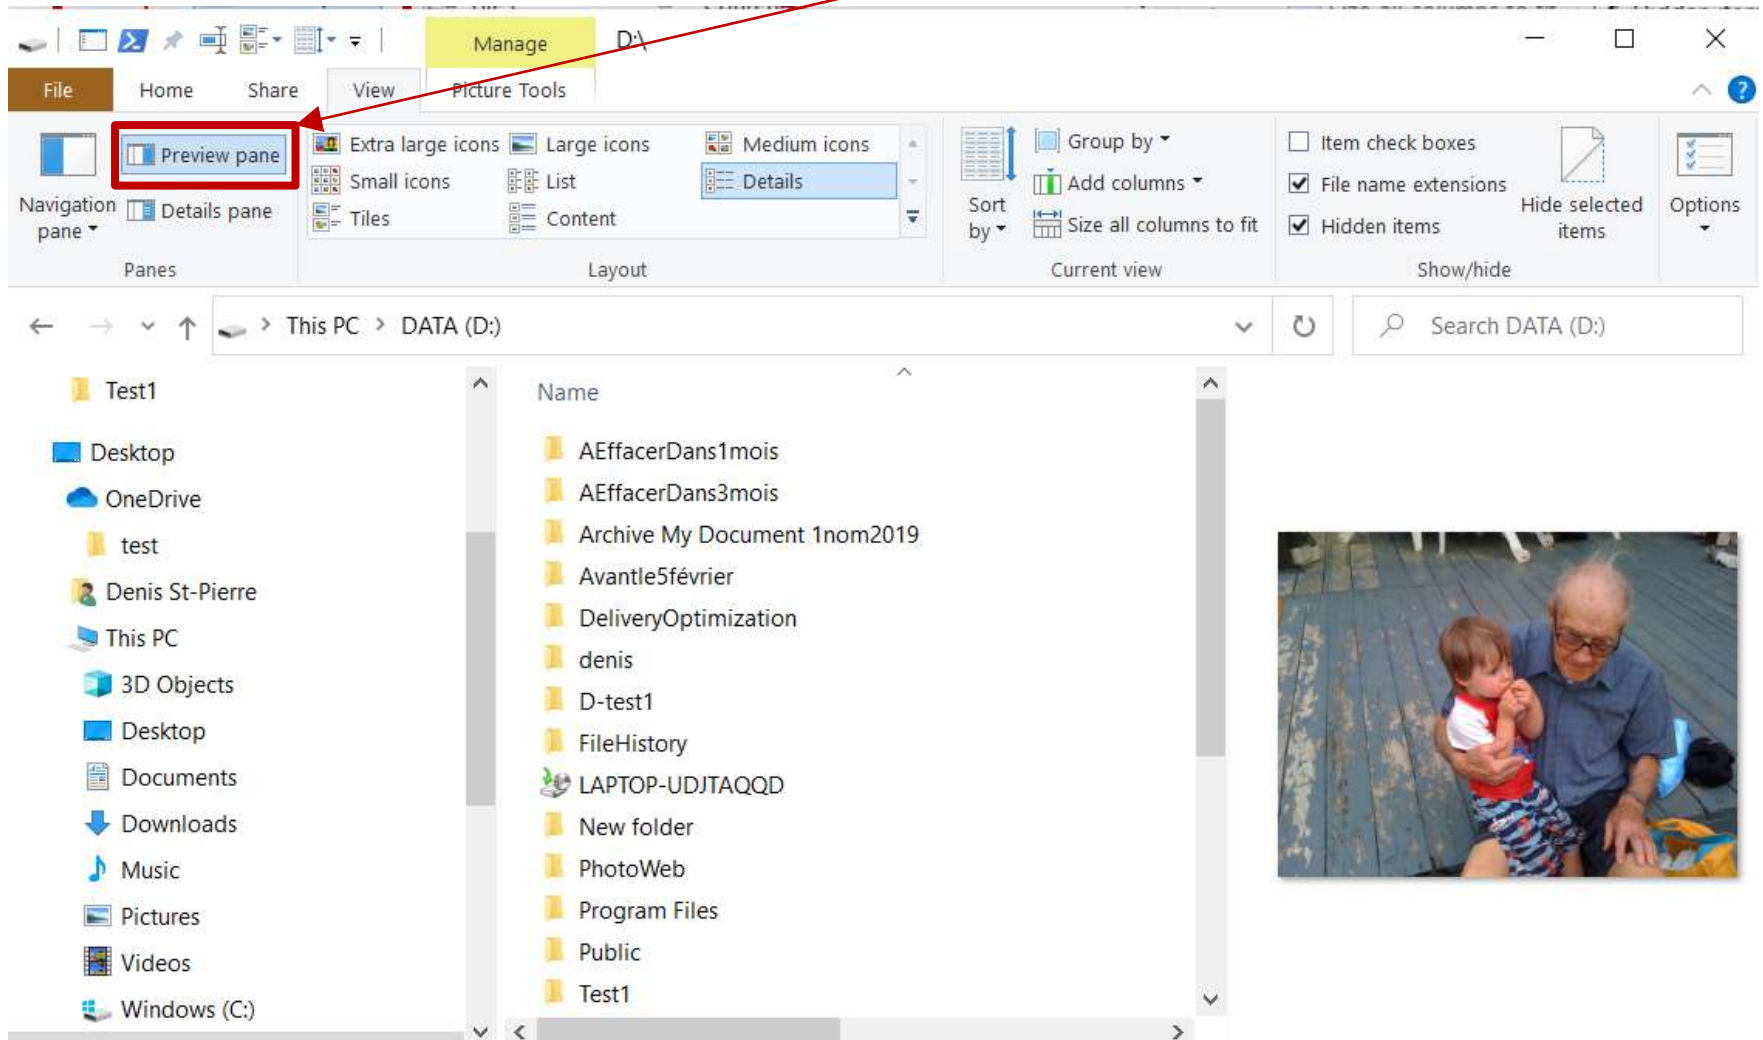 Manage D:\
File Home Share View Picture Tools
Preview pane
Details pane
Navigation pane
Panes
Extra large icons Large icons Medium icons
Small icons List Details
Tiles Content
Layout
Sort by
Group by
Add columns
Size all columns to fit
Current view
Item check boxes
File name extensions
Hidden items
Hide selected items
Show/hide
Options
This PC > DATA (D:)
Search DATA (D:)
Test1
Desktop
OneDrive
test
Denis St-Pierre
This PC
3D Objects
Desktop
Documents
Downloads
Music
Pictures
Videos
Windows (C:)
Name
AEffacerDans1mois
AEffacerDans3mois
Archive My Document 1nom2019
Avantle5février
DeliveryOptimization
denis
D-test1
FileHistory
LAPTOP-UDJTAQQD
New folder
PhotoWeb
Program Files
Public
Test1